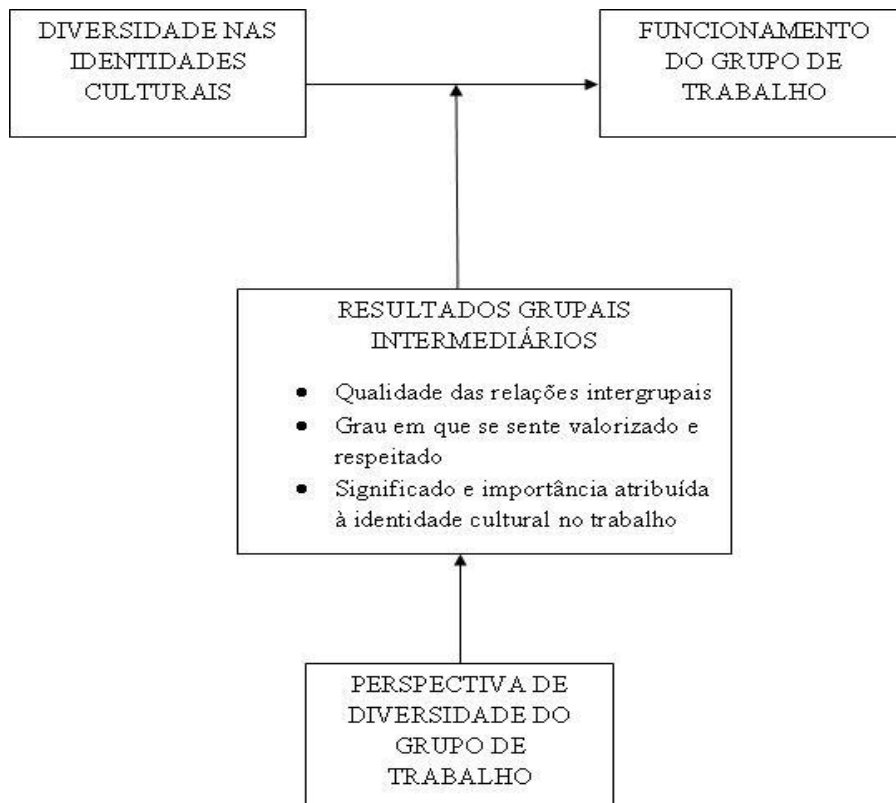 DIVERSIDADE NAS
IDENTIDADES
CULTURAIS
FUNCIONAMENTO
DO GRUPO DE
TRABALHO
RESULTADOS GRUPAIS
INTERMEDIÁRIOS
• Qualidade das relações intergrupais
• Grau em que se sente valorizado e
respeitado
• Significado e importância atribuída
à identidade cultural no trabalho
PERSPECTIVA DE
DIVERSIDADE DO
GRUPO DE
TRABALHO